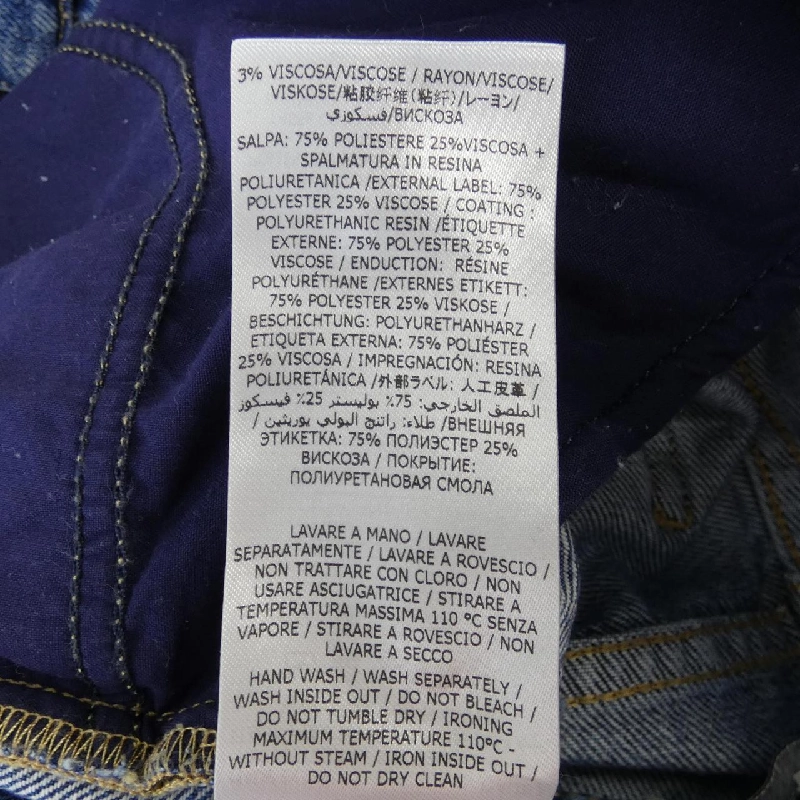 3% VISCOSA/VISCOSE / RAYON/VISCOSE/
VISKOSE/粘胶纤维(粘纤)/レーヨン/
فسكوزي/ВИСКОЗА
SALPA: 75% POLIESTERE 25%VISCOSA +
SPALMATURA IN RESINA
POLIURETANICA /EXTERNAL LABEL: 75%
POLYESTER 25% VISCOSE / COATING :
POLYURETHANIC RESIN /ÉTIQUETTE
EXTERNE: 75% POLYESTER 25%
VISCOSE / ENDUCTION: RÉSINE
POLYURÉTHANE /EXTERNES ETIKETT:
75% POLYESTER 25% VISKOSE /
BESCHICHTUNG: POLYURETHANHARZ /
ETIQUETA EXTERNA: 75% POLIÉSTER
25% VISCOSA / IMPREGNACIÓN: RESINA
POLIURETÁNICA /外部ラベル: 人工皮革 /
الملصق الخارجي: 75٪ بوليستر 25٪ فيسكوز
/ طلاء: راتنج البولي يوريثين /ВНЕШНЯЯ
ЭТИКЕТКА: 75% ПОЛИЭСТЕР 25%
ВИСКОЗА / ПОКРЫТИЕ:
ПОЛИУРЕТАНОВАЯ СМОЛА
LAVARE A MANO / LAVARE
SEPARATAMENTE / LAVARE A ROVESCIO /
NON TRATTARE CON CLORO / NON
USARE ASCIUGATRICE / STIRARE A
TEMPERATURA MASSIMA 110 °C SENZA
VAPORE / STIRARE A ROVESCIO / NON
LAVARE A SECCO
HAND WASH / WASH SEPARATELY /
WASH INSIDE OUT / DO NOT BLEACH /
DO NOT TUMBLE DRY / IRONING
MAXIMUM TEMPERATURE 110°C -
WITHOUT STEAM / IRON INSIDE OUT /
DO NOT DRY CLEAN